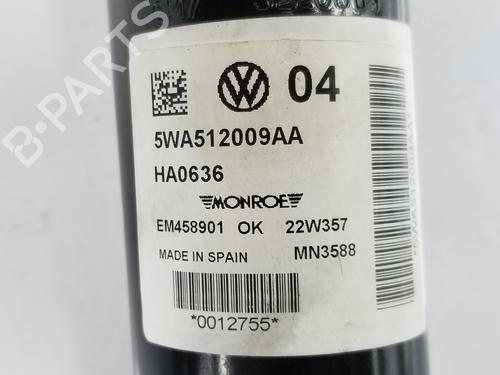 04
5WA512009AA
HA0636
MONROE
EM458901 OK 22W357
MADE IN SPAIN MN3588
*0012755*
B-Parts